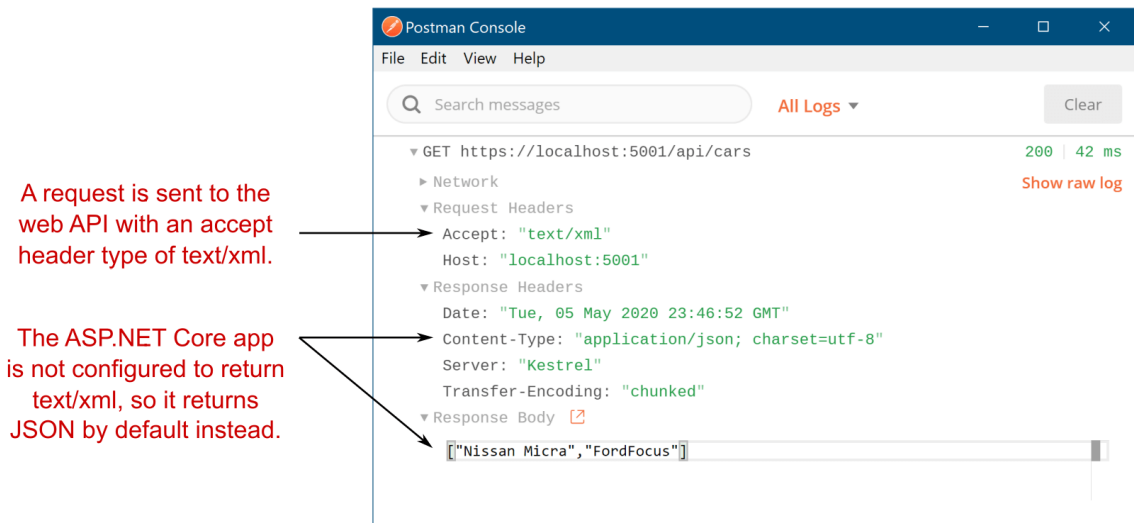 Postman Console
File Edit View Help
Search messages
All Logs
Clear
GET https://localhost:5001/api/cars
200 42 ms
Network
Show raw log
Request Headers
Accept: "text/xml"
Host: "localhost:5001"
Response Headers
Date: "Tue, 05 May 2020 23:46:52 GMT"
Content-Type: "application/json; charset=utf-8"
Server: "Kestrel"
Transfer-Encoding: "chunked"
Response Body
["Nissan Micra","FordFocus"]
A request is sent to the
web API with an accept
header type of text/xml.
The ASP.NET Core app
is not configured to return
text/xml, so it returns
JSON by default instead.